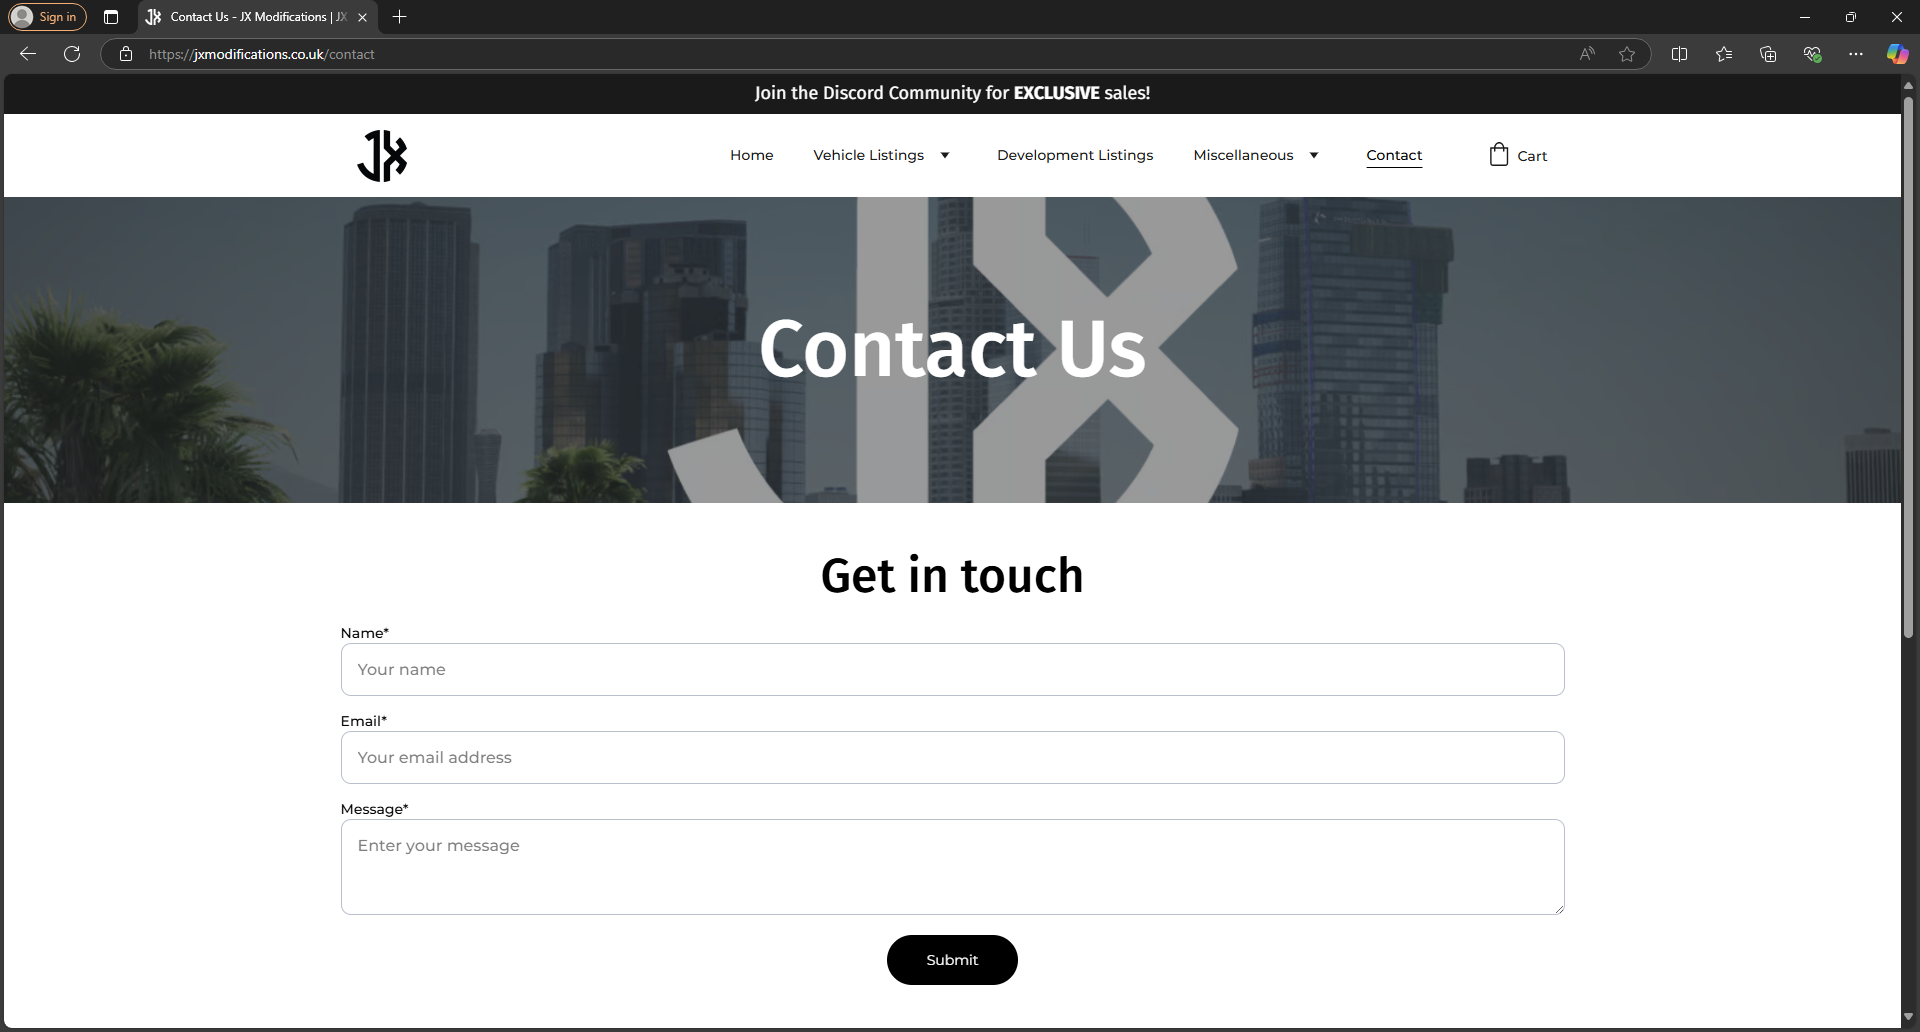 Sign in
Contact Us - JX Modifications | JX
https://jxmodifications.co.uk/contact
Join the Discord Community for EXCLUSIVE sales!
JX
Home
Vehicle Listings
Development Listings
Miscellaneous
Contact
Cart
Contact Us
Get in touch
Name*
Your name
Email*
Your email address
Message*
Enter your message
Submit